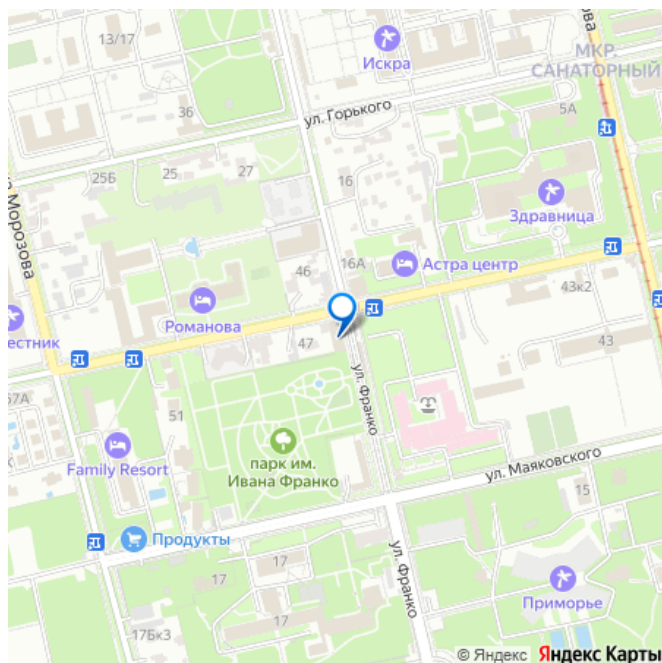 13/17
Искра
МКР.
САНАТОРНЫЙ
ова
36
ул. Горького
5А
25Б
25
27
16
Здравница
Морозова
46
16А
Астра центр
43к2
Романова
естник
47
43
ул. Франко
57А
51
Family Resort
парк им.
Ивана Франко
ул. Маяковского
15
Продукты
17
17
17
17Бк3
ул. Франко
Приморье
© Яндекс Яндекс Карты